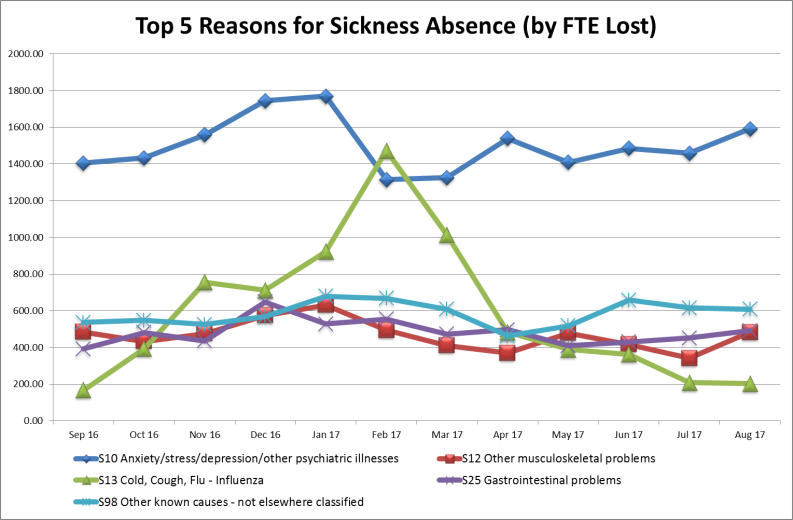 Top 5 Reasons for Sickness Absence (by FTE Lost)
2000.00
1800.00
1600.00
1400.00
1200.00
1000.00
800.00
600.00
400.00
200.00
0.00
Sep 16 Oct 16 Nov 16 Dec 16 Jan 17 Feb 17 Mar 17 Apr 17 May 17 Jun 17 Jul 17 Aug 17
S10 Anxiety/stress/depression/other psychiatric illnesses S12 Other musculoskeletal problems
S13 Cold, Cough, Flu - Influenza S25 Gastrointestinal problems
S98 Other known causes - not elsewhere classified